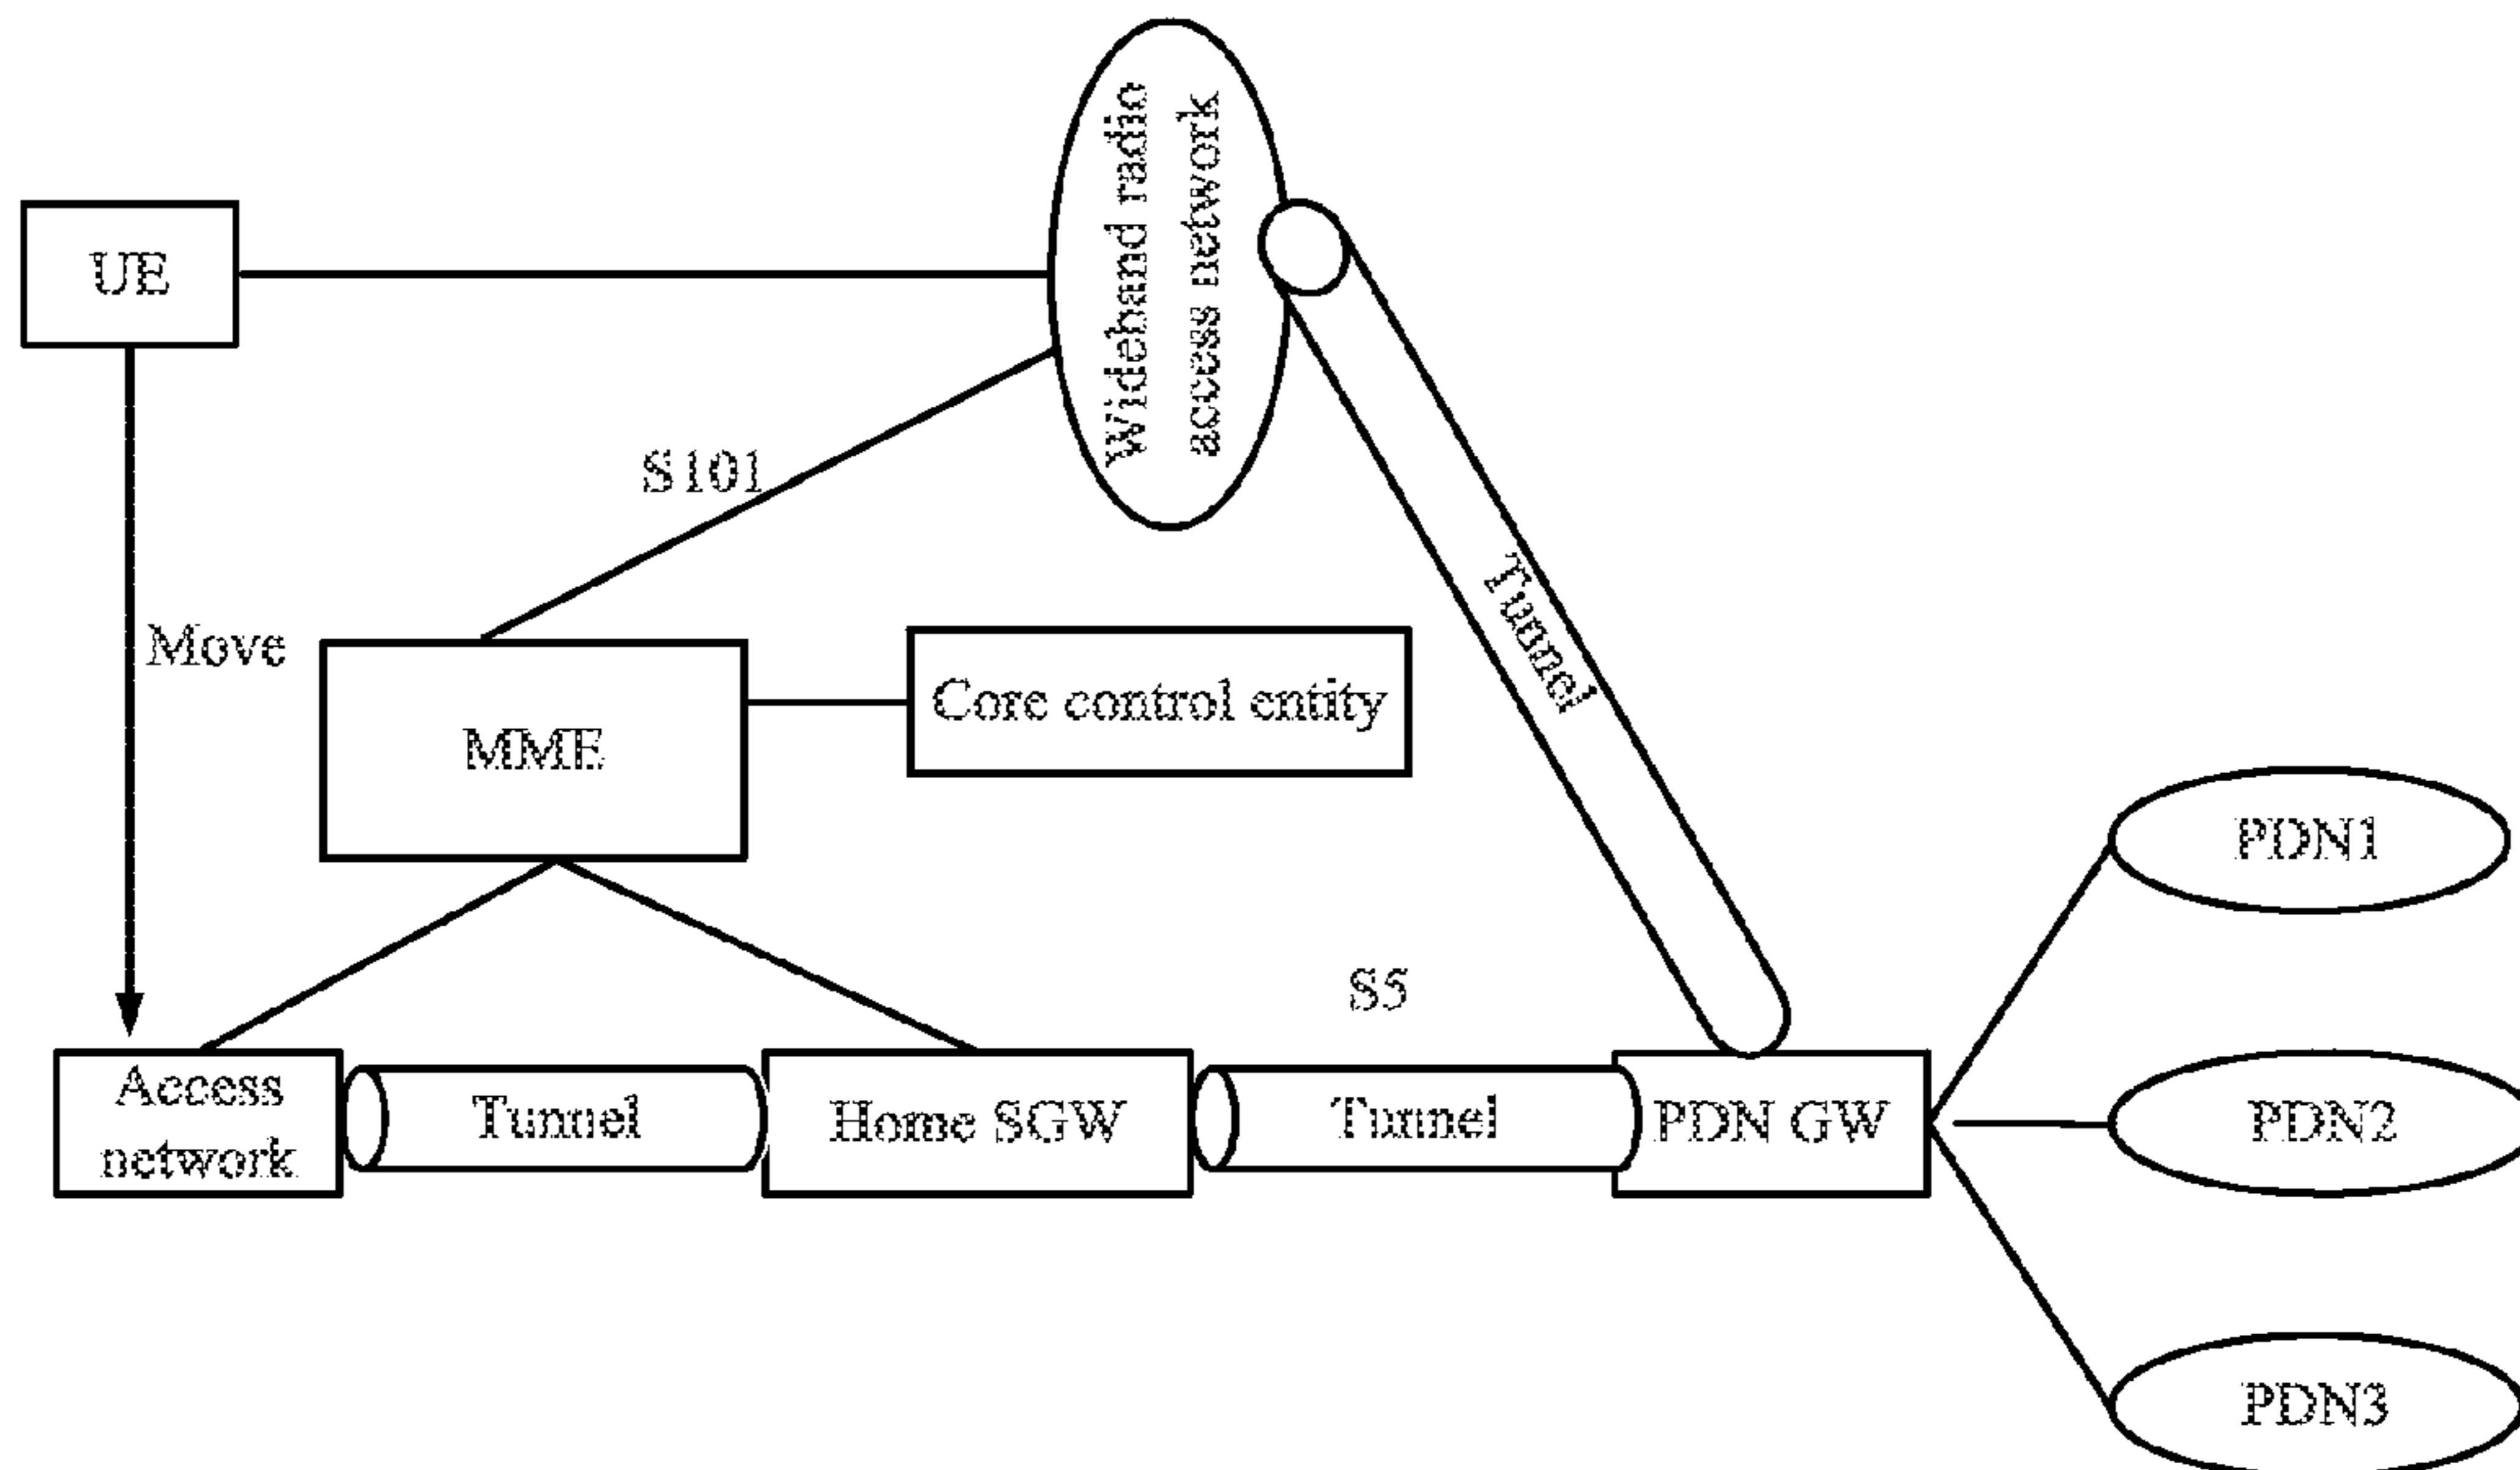 Wideband radio
access network
UE
S101
Tunnel
Move
Core control entity
MME
PDN1
S5
Access
network
Tunnel
Home SGW
Tunnel
PDN GW
PDN2
PDN3